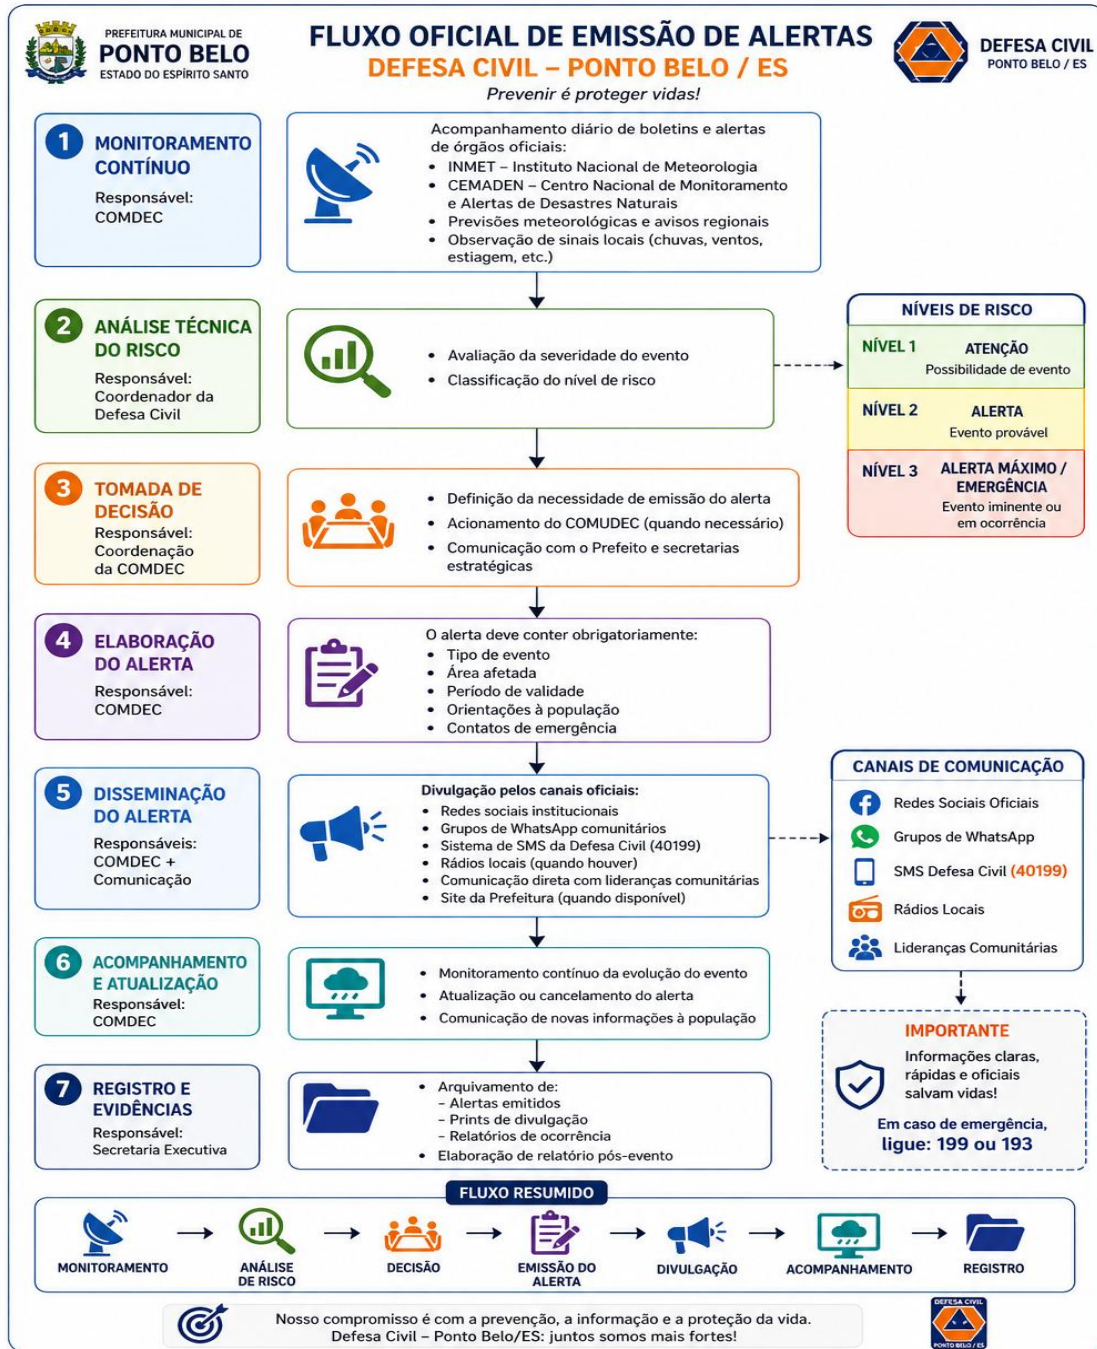 PREFEITURA MUNICIPAL DE
PONTO BELO
ESTADO DO ESPÍRITO SANTO
FLUXO OFICIAL DE EMISSÃO DE ALERTAS
DEFESA CIVIL – PONTO BELO / ES
Prevenir é proteger vidas!
DEFESA CIVIL
PONTO BELO / ES
1
MONITORAMENTO
CONTÍNUO
Responsável:
COMDEC
Acompanhamento diário de boletins e alertas
de órgãos oficiais:
• INMET – Instituto Nacional de Meteorologia
• CEMADEN – Centro Nacional de Monitoramento
e Alertas de Desastres Naturais
• Previsões meteorológicas e avisos regionais
• Observação de sinais locais (chuvas, ventos,
estiagem, etc.)
2
ANÁLISE TÉCNICA
DO RISCO
Responsável:
Coordenador da
Defesa Civil
• Avaliação da severidade do evento
• Classificação do nível de risco
NÍVEIS DE RISCO
NÍVEL 1 ATENÇÃO
Possibilidade de evento
NÍVEL 2 ALERTA
Evento provável
NÍVEL 3 ALERTA MÁXIMO /
EMERGÊNCIA
Evento iminente ou
em ocorrência
3
TOMADA DE
DECISÃO
Responsável:
Coordenação
da COMDEC
• Definição da necessidade de emissão do alerta
• Acionamento do COMUDEC (quando necessário)
• Comunicação com o Prefeito e secretarias
estratégicas
4
ELABORAÇÃO
DO ALERTA
Responsável:
COMDEC
O alerta deve conter obrigatoriamente:
• Tipo de evento
• Área afetada
• Período de validade
• Orientações à população
• Contatos de emergência
5
DISSEMINAÇÃO
DO ALERTA
Responsáveis:
COMDEC +
Comunicação
Divulgação pelos canais oficiais:
• Redes sociais institucionais
• Grupos de WhatsApp comunitários
• Sistema de SMS da Defesa Civil (40199)
• Rádios locais (quando houver)
• Comunicação direta com lideranças comunitárias
• Site da Prefeitura (quando disponível)
CANAIS DE COMUNICAÇÃO
Redes Sociais Oficiais
Grupos de WhatsApp
SMS Defesa Civil (40199)
Rádios Locais
Lideranças Comunitárias
6
ACOMPANHAMENTO
E ATUALIZAÇÃO
Responsável:
COMDEC
• Monitoramento contínuo da evolução do evento
• Atualização ou cancelamento do alerta
• Comunicação de novas informações à população
IMPORTANTE
Informações claras,
rápidas e oficiais
salvam vidas!
Em caso de emergência,
ligue: 199 ou 193
7
REGISTRO E
EVIDÊNCIAS
Responsável:
Secretaria Executiva
• Arquivamento de:
– Alertas emitidos
– Prints de divulgação
– Relatórios de ocorrência
• Elaboração de relatório pós-evento
FLUXO RESUMIDO
MONITORAMENTO
ANÁLISE
DE RISCO
DECISÃO
EMISSÃO DO
ALERTA
DIVULGAÇÃO
ACOMPANHAMENTO
REGISTRO
Nosso compromisso é com a prevenção, a informação e a proteção da vida.
Defesa Civil – Ponto Belo/ES: juntos somos mais fortes!
DEFESA CIVIL
PONTO BELO / ES